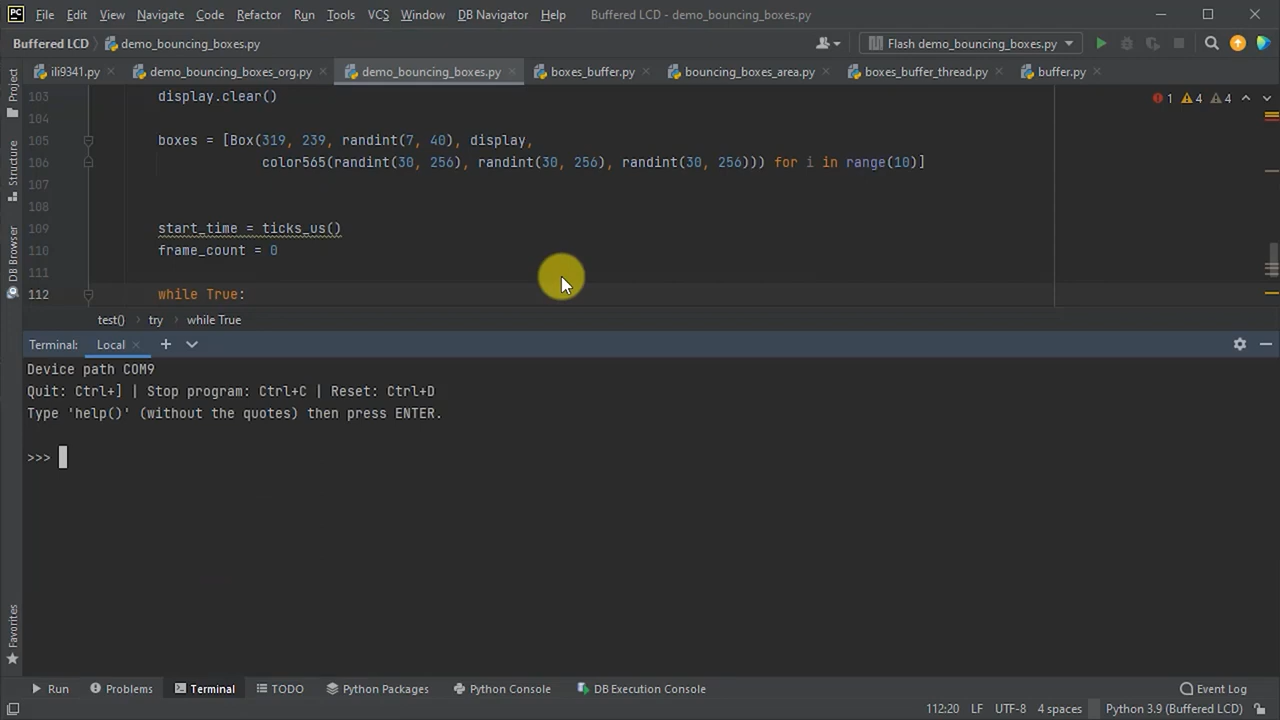 PC File Edit View Navigate Code Refactor Run Tools VCS Window DB Navigator Help Buffered LCD - demo_bouncing_boxes.py
Buffered LCD demo_bouncing_boxes.py Flash demo_bouncing_boxes.py
ili9341.py demo_bouncing_boxes_org.py demo_bouncing_boxes.py boxes_buffer.py bouncing_boxes_area.py boxes_buffer_thread.py buffer.py
Project
Structure
DB Browser
Favorites
103 display.clear() 1 4 4
104
105 boxes = [Box(319, 239, randint(7, 40), display,
106 color565(randint(30, 256), randint(30, 256), randint(30, 256))) for i in range(10)]
107
108
109 start_time = ticks_us()
110 frame_count = 0
111
112 while True:
test() try while True
Terminal: Local
Device path COM9
Quit: Ctrl+] | Stop program: Ctrl+C | Reset: Ctrl+D
Type 'help()' (without the quotes) then press ENTER.
>>>
Run Problems Terminal TODO Python Packages Python Console DB Execution Console Event Log
112:20 LF UTF-8 4 spaces Python 3.9 (Buffered LCD)